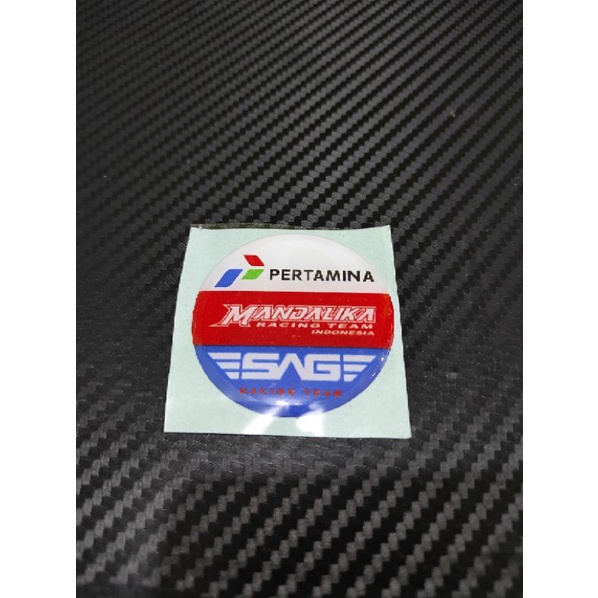 PERTAMINA
MANDALIKA
RACING TEAM
INDONESIA
SAG
RACING TEAM